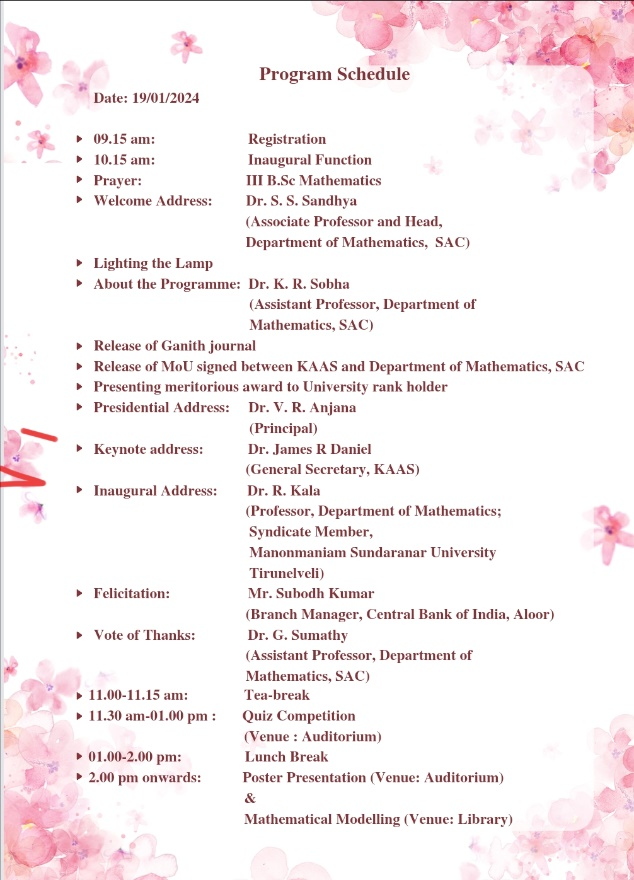 Program Schedule
Date: 19/01/2024
09.15 am: Registration
10.15 am: Inaugural Function
Prayer: III B.Sc Mathematics
Welcome Address: Dr. S. S. Sandhya
(Associate Professor and Head,
Department of Mathematics, SAC)
Lighting the Lamp
About the Programme: Dr. K. R. Sobha
(Assistant Professor, Department of
Mathematics, SAC)
Release of Ganith journal
Release of MoU signed between KAAS and Department of Mathematics, SAC
Presenting meritorious award to University rank holder
Presidential Address: Dr. V. R. Anjana
(Principal)
Keynote address: Dr. James R Daniel
(General Secretary, KAAS)
Inaugural Address: Dr. R. Kala
(Professor, Department of Mathematics;
Syndicate Member,
Manonmaniam Sundaranar University
Tirunelveli)
Felicitation: Mr. Subodh Kumar
(Branch Manager, Central Bank of India, Aloor)
Vote of Thanks: Dr. G. Sumathy
(Assistant Professor, Department of
Mathematics, SAC)
11.00-11.15 am: Tea-break
11.30 am-01.00 pm : Quiz Competition
(Venue : Auditorium)
01.00-2.00 pm: Lunch Break
2.00 pm onwards: Poster Presentation (Venue: Auditorium)
&
Mathematical Modelling (Venue: Library)